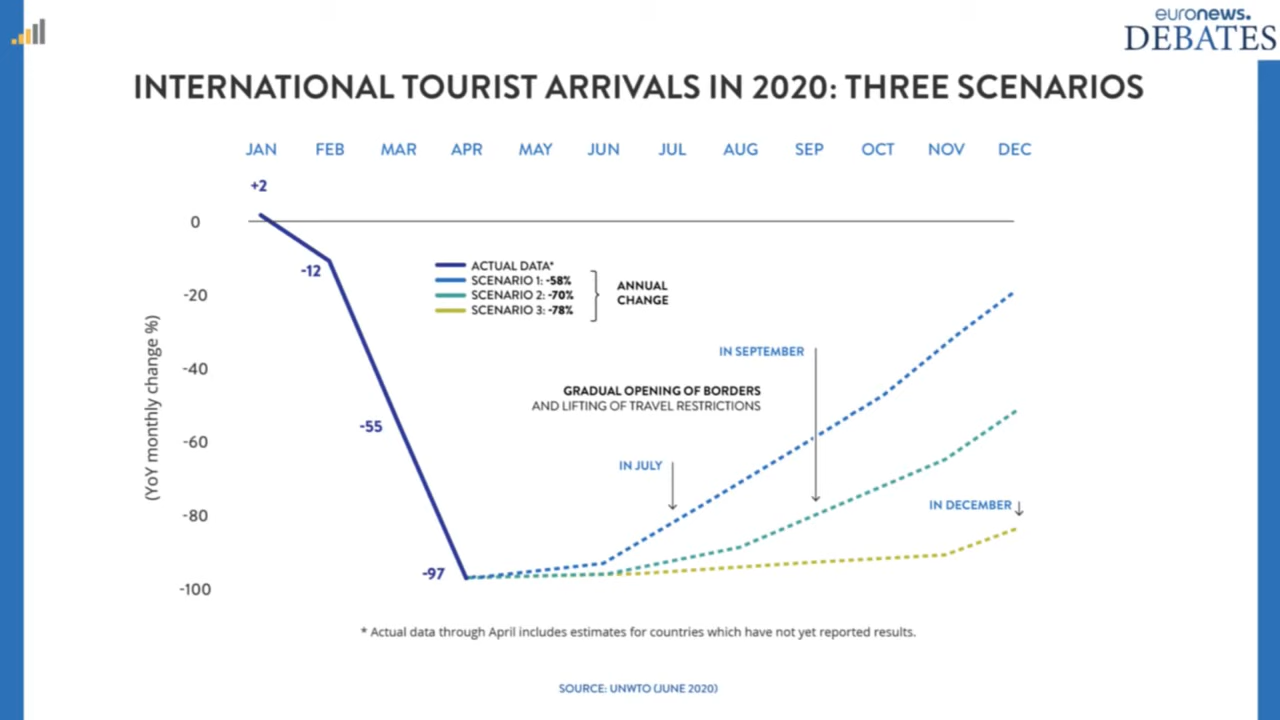 euronews.
DEBATES
INTERNATIONAL TOURIST ARRIVALS IN 2020: THREE SCENARIOS
JAN FEB MAR APR MAY JUN JUL AUG SEP OCT NOV DEC
+2
0
-12
ACTUAL DATA*
SCENARIO 1: -58%
SCENARIO 2: -70%
SCENARIO 3: -78%
ANNUAL
CHANGE
-20
(YoY monthly change %)
IN SEPTEMBER
-40
GRADUAL OPENING OF BORDERS
AND LIFTING OF TRAVEL RESTRICTIONS
-55
-60
IN JULY
IN DECEMBER
-80
-97
-100
* Actual data through April includes estimates for countries which have not yet reported results.
SOURCE: UNWTO (JUNE 2020)